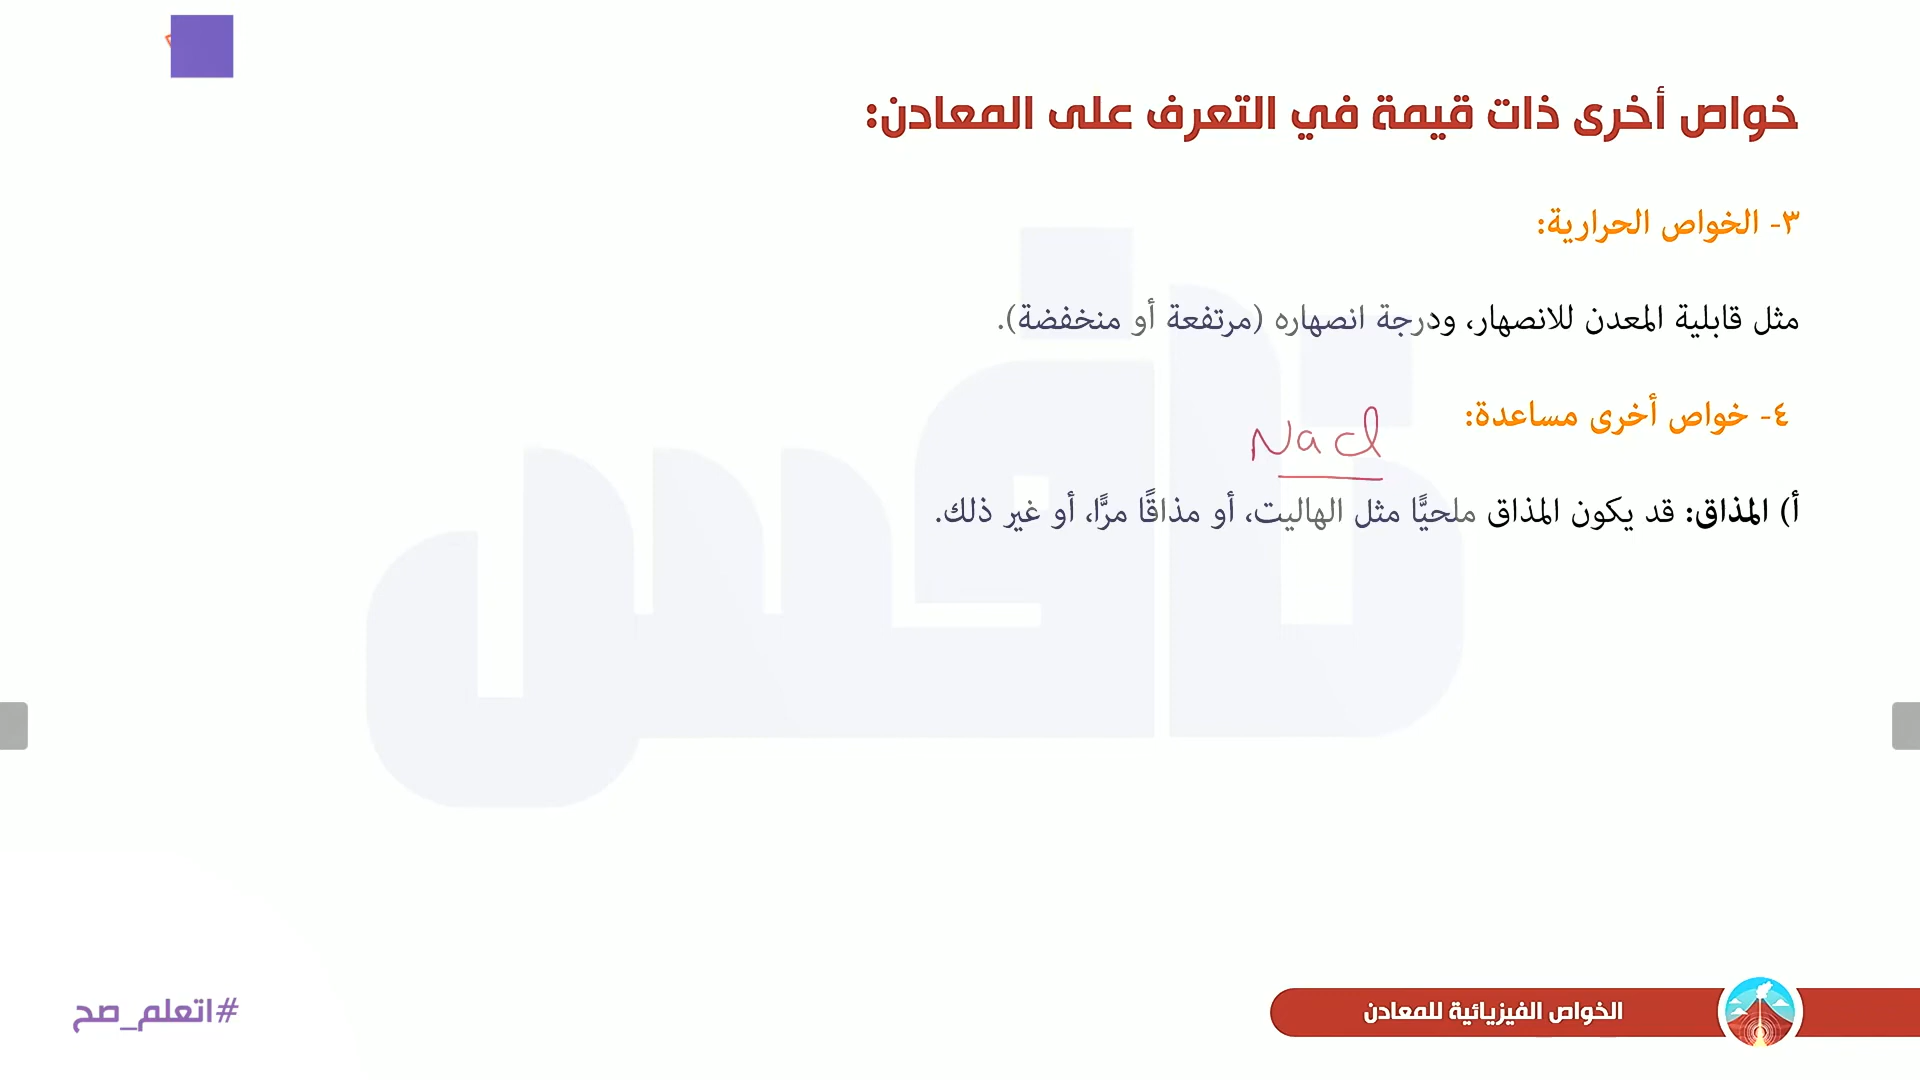 خواص أخرى ذات قيمة في التعرف على المعادن:
٣- الخواص الحرارية:
مثل قابلية المعدن للانصهار، ودرجة انصهاره (مرتفعة أو منخفضة).
٤- خواص أخرى مساعدة:
Nacl
أ) المذاق: قد يكون المذاق ملحيًّا مثل الهاليت، أو مذاقًا مرًّا، أو غير ذلك.
نافس
الخواص الفيزيائية للمعادن
#اتعلم_صح